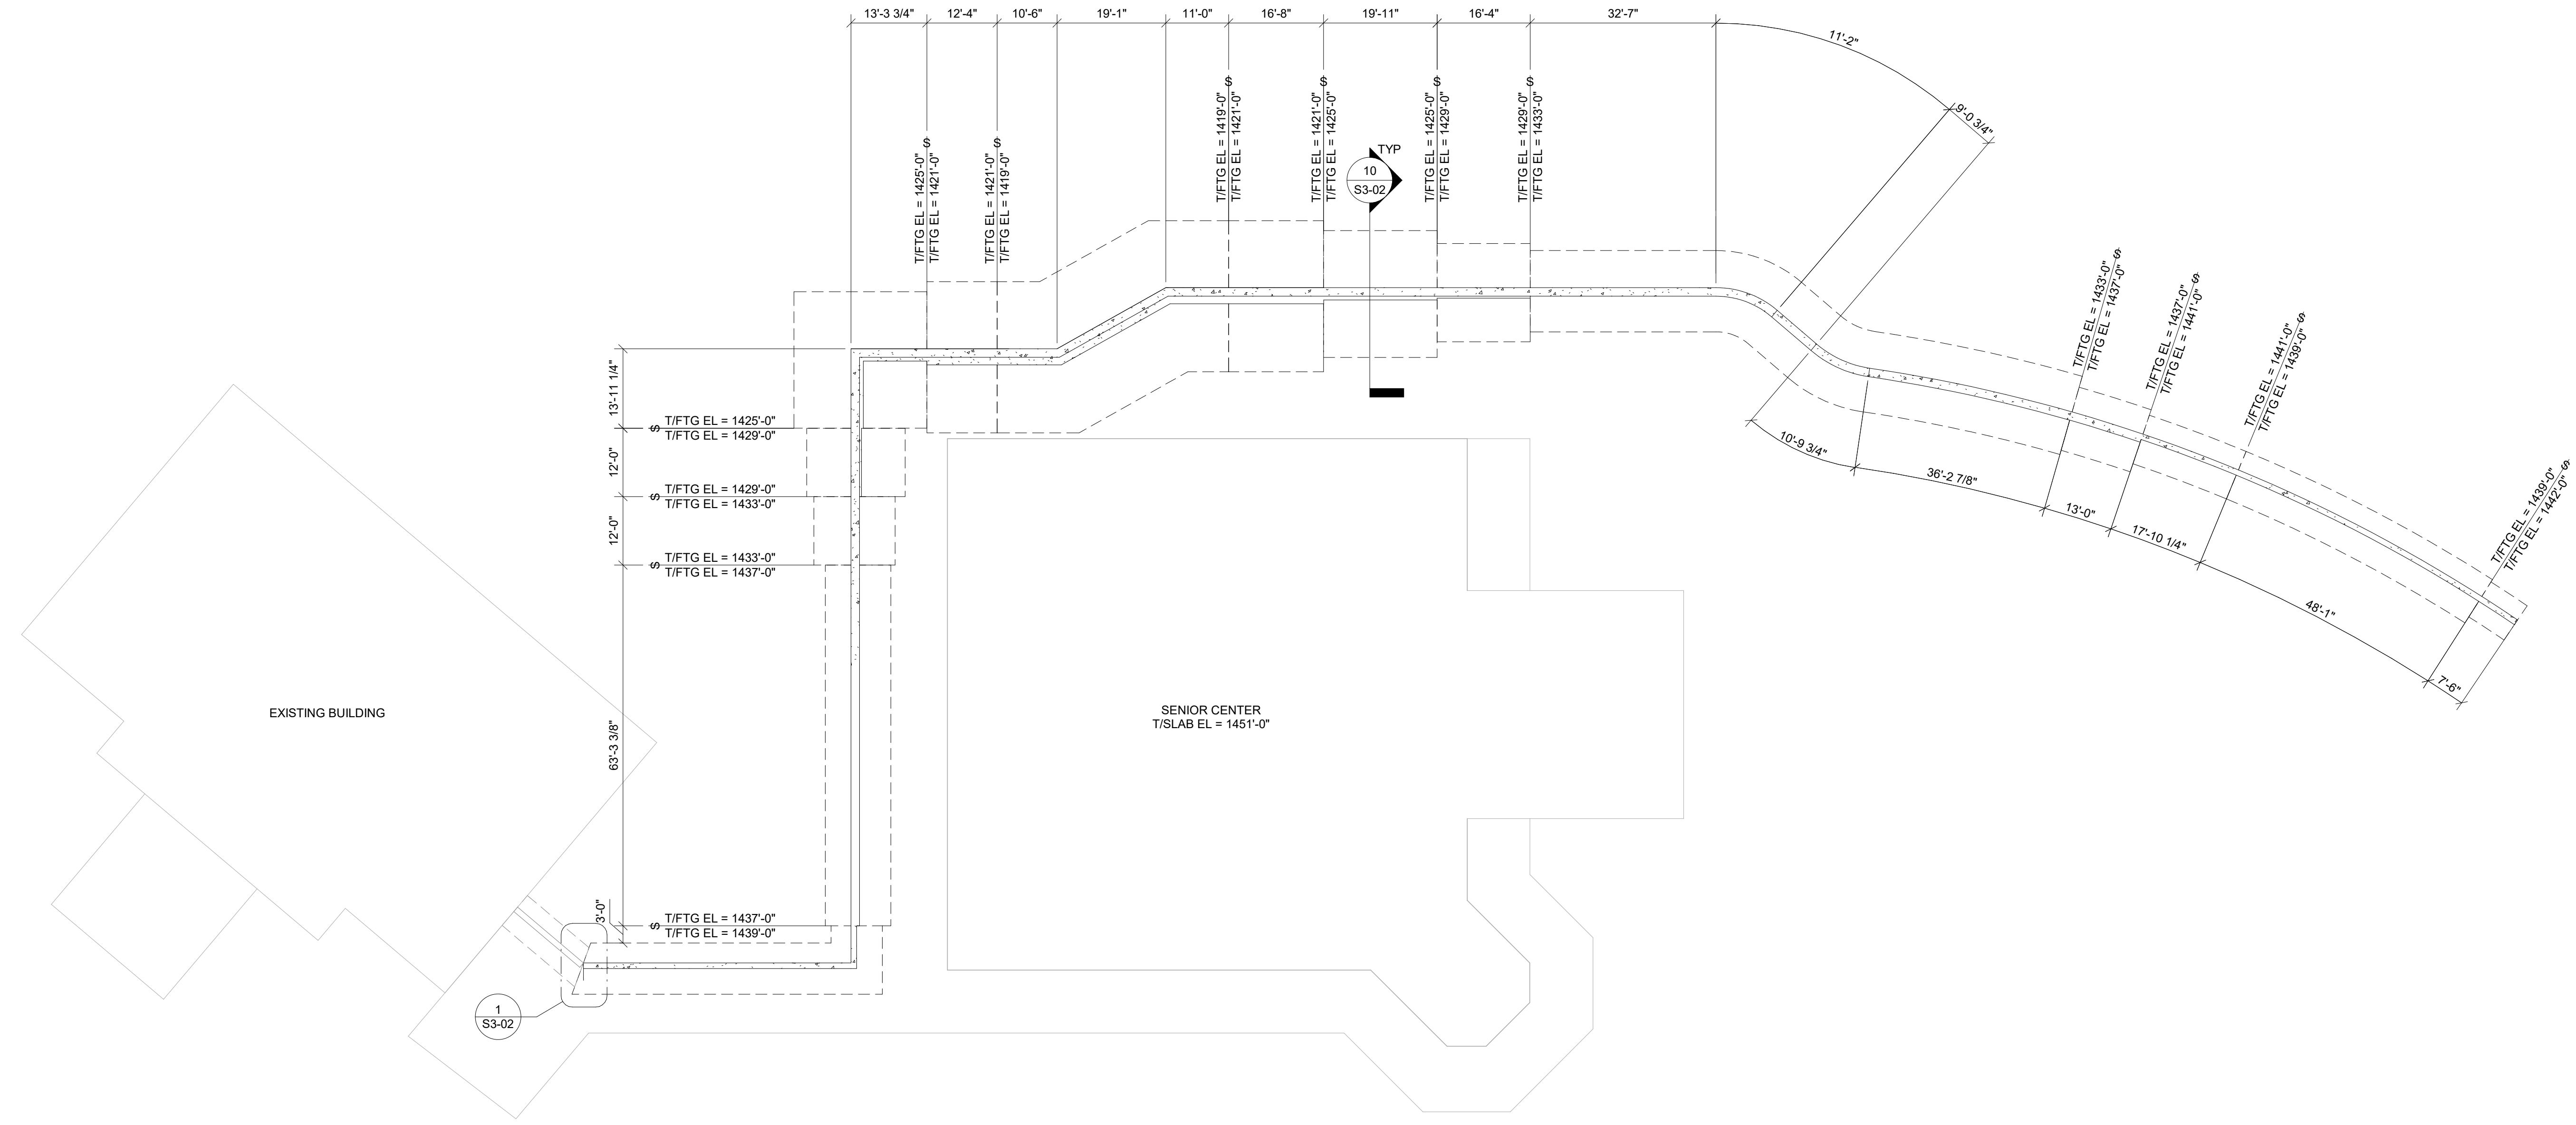 13'-3 3/4"
12'-4"
10'-6"
19'-1"
11'-0"
16'-8"
19'-11"
16'-4"
32'-7"
11'-2"
9'-0 3/4"
S
T/FTG EL = 1425'-0"
T/FTG EL = 1421'-0"
S
T/FTG EL = 1421'-0"
T/FTG EL = 1419'-0"
S
T/FTG EL = 1419'-0"
T/FTG EL = 1421'-0"
S
T/FTG EL = 1421'-0"
T/FTG EL = 1425'-0"
TYP
10
S3-02
S
T/FTG EL = 1425'-0"
T/FTG EL = 1429'-0"
S
T/FTG EL = 1429'-0"
T/FTG EL = 1433'-0"
S
T/FTG EL = 1433'-0"
T/FTG EL = 1437'-0"
S
T/FTG EL = 1437'-0"
T/FTG EL = 1441'-0"
S
T/FTG EL = 1441'-0"
T/FTG EL = 1439'-0"
S
T/FTG EL = 1439'-0"
T/FTG EL = 1442'-0"
10'-9 3/4"
36'-2 7/8"
13'-0"
17'-10 1/4"
48'-1"
7'-6"
13'-11 1/4"
S
T/FTG EL = 1425'-0"
T/FTG EL = 1429'-0"
12'-0"
S
T/FTG EL = 1429'-0"
T/FTG EL = 1433'-0"
12'-0"
S
T/FTG EL = 1433'-0"
T/FTG EL = 1437'-0"
63'-3 3/8"
EXISTING BUILDING
SENIOR CENTER
T/SLAB EL = 1451'-0"
3'-0"
S
T/FTG EL = 1437'-0"
T/FTG EL = 1439'-0"
1
S3-02